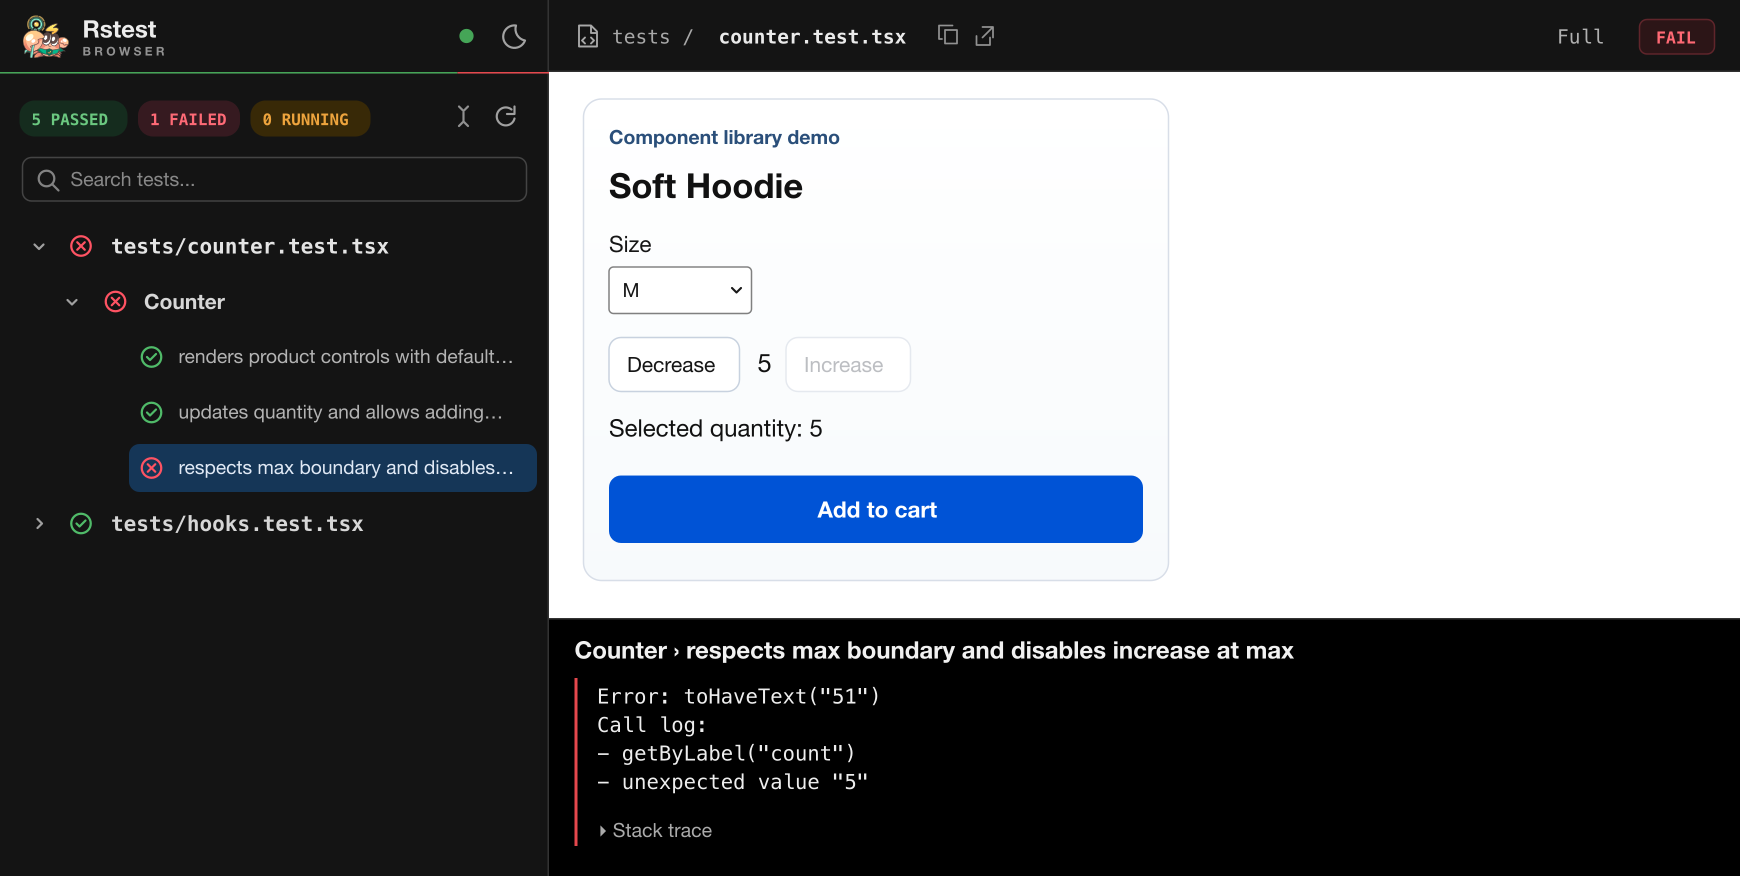 Rstest
BROWSER
5 PASSED
1 FAILED
0 RUNNING
Search tests...
tests/counter.test.tsx
Counter
renders product controls with default...
updates quantity and allows adding...
respects max boundary and disables...
tests/hooks.test.tsx
tests / counter.test.tsx
Full
FAIL
Component library demo
Soft Hoodie
Size
M
Decrease 5 Increase
Selected quantity: 5
Add to cart
Counter › respects max boundary and disables increase at max
Error: toHaveText("51")
Call log:
– getByLabel("count")
– unexpected value "5"
Stack trace